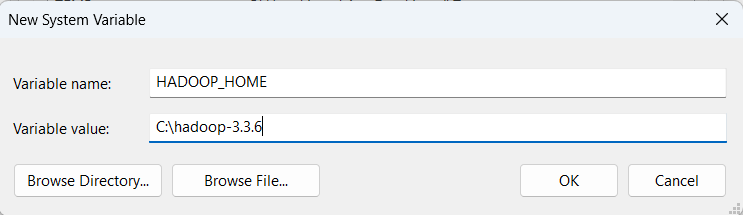 New System Variable
Variable name:
HADOOP_HOME
Variable value:
C:\hadoop-3.3.6
Browse Directory...
Browse File...
OK
Cancel